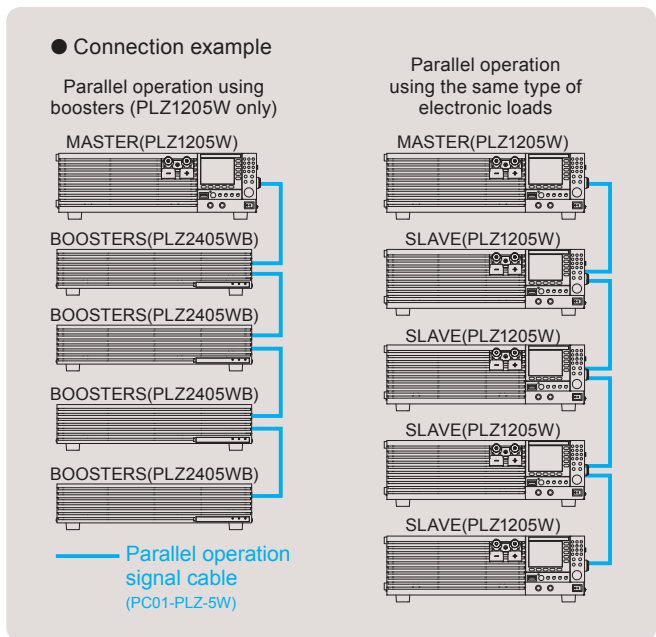 ● Connection example
Parallel operation using
boosters (PLZ1205W only)
MASTER(PLZ1205W)
BOOSTERS(PLZ2405WB)
BOOSTERS(PLZ2405WB)
BOOSTERS(PLZ2405WB)
BOOSTERS(PLZ2405WB)
Parallel operation
signal cable
(PC01-PLZ-5W)
Parallel operation
using the same type of
electronic loads
MASTER(PLZ1205W)
SLAVE(PLZ1205W)
SLAVE(PLZ1205W)
SLAVE(PLZ1205W)
SLAVE(PLZ1205W)